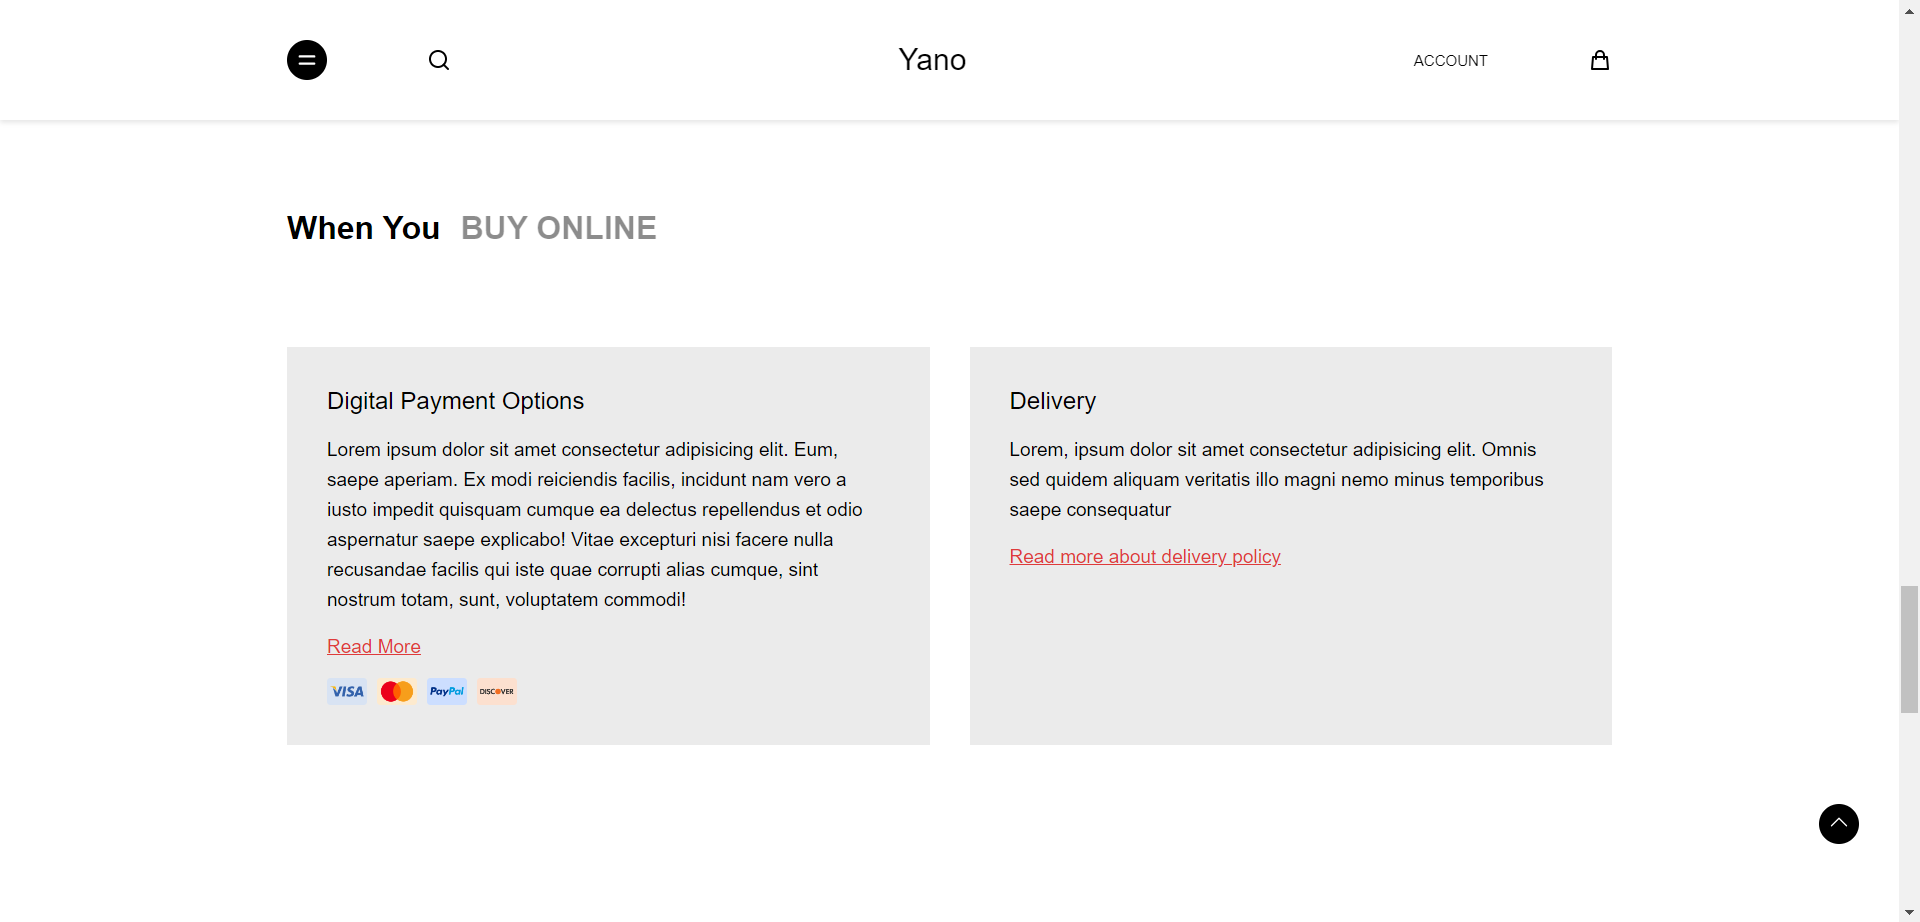 Yano
ACCOUNT
When You BUY ONLINE
Digital Payment Options
Lorem ipsum dolor sit amet consectetur adipisicing elit. Eum,
saepe aperiam. Ex modi reiciendis facilis, incidunt nam vero a
iusto impedit quisquam cumque ea delectus repellendus et odio
aspernatur saepe explicabo! Vitae excepturi nisi facere nulla
recusandae facilis qui iste quae corrupti alias cumque, sint
nostrum totam, sunt, voluptatem commodi!
Read More
VISA
PayPal
DISCOVER
Delivery
Lorem, ipsum dolor sit amet consectetur adipisicing elit. Omnis
sed quidem aliquam veritatis illo magni nemo minus temporibus
saepe consequatur
Read more about delivery policy